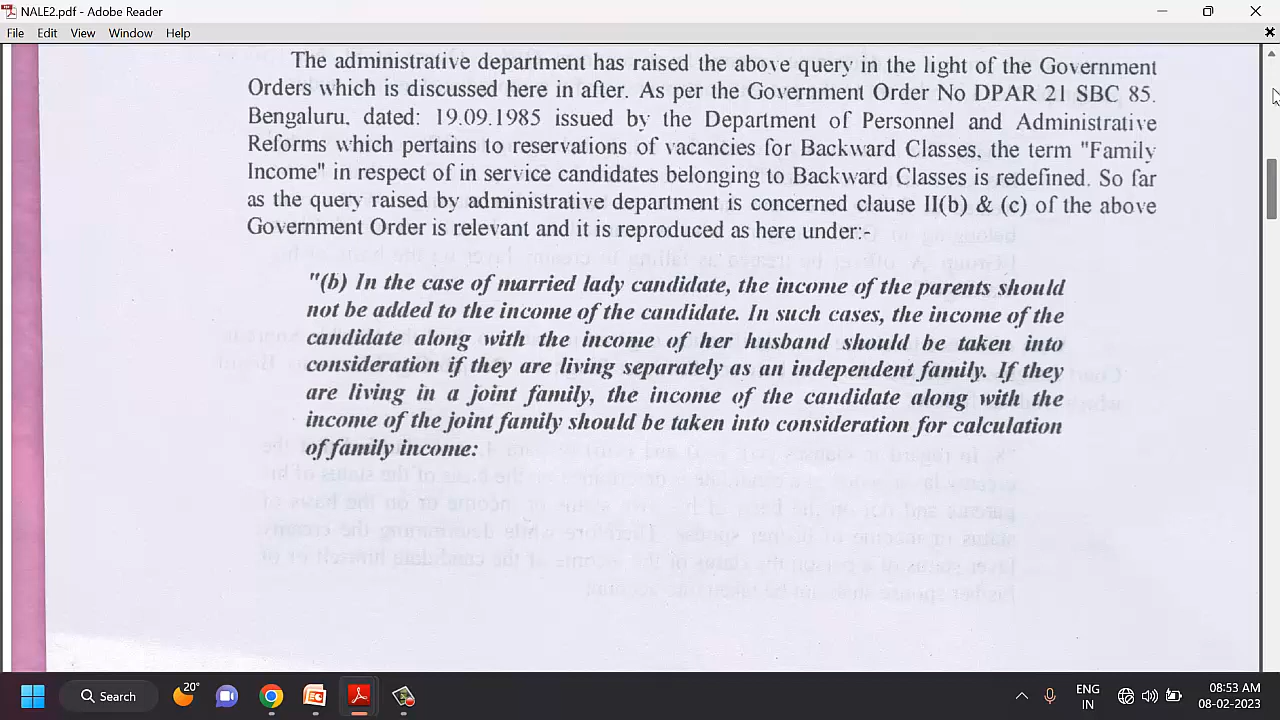 NALE2.pdf - Adobe Reader
File Edit View Window Help
The administrative department has raised the above query in the light of the Government
Orders which is discussed here in after. As per the Government Order No DPAR 21 SBC 85.
Bengaluru. dated: 19.09.1985 issued by the Department of Personnel and Administrative
Reforms which pertains to reservations of vacancies for Backward Classes, the term "Family
Income" in respect of in service candidates belonging to Backward Classes is redefined. So far
as the query raised by administrative department is concerned clause II(b) & (c) of the above
Government Order is relevant and it is reproduced as here under:-
"(b) In the case of married lady candidate, the income of the parents should
not be added to the income of the candidate. In such cases, the income of the
candidate along with the income of her husband should be taken into
consideration if they are living separately as an independent family. If they
are living in a joint family, the income of the candidate along with the
income of the joint family should be taken into consideration for calculation
of family income:
20°
Search
ENG
IN
08:53 AM
08-02-2023